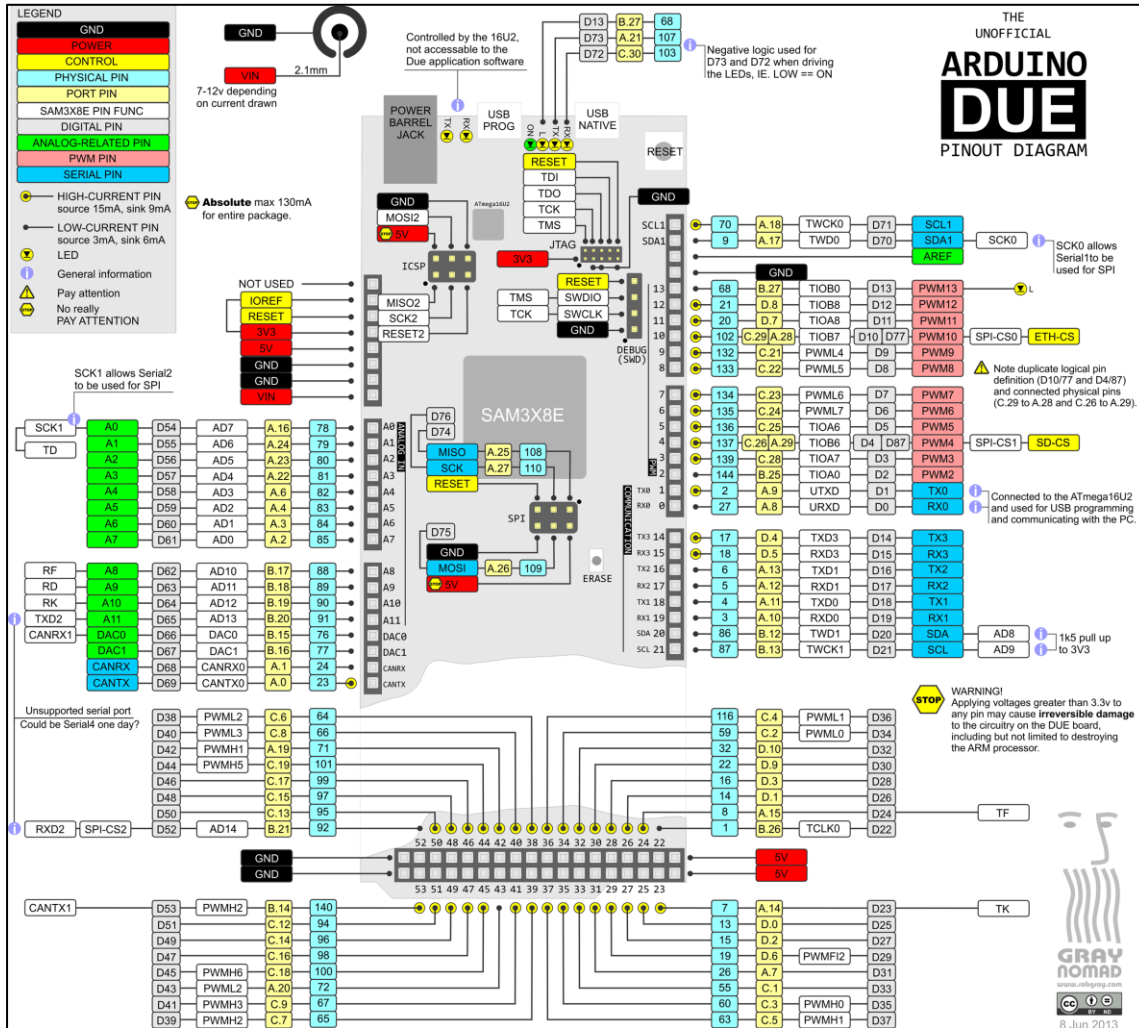 LEGEND
GND
POWER
CONTROL
PHYSICAL PIN
PORT PIN
SAM3X8E PIN FUNC
DIGITAL PIN
ANALOG-RELATED PIN
PWM PIN
SERIAL PIN
HIGH-CURRENT PIN
source 15mA, sink 9mA
LOW-CURRENT PIN
source 3mA, sink 6mA
LED
General information
Pay attention
No really
PAY ATTENTION
GND
VIN
2.1mm
7-12v depending
on current drawn
STOP Absolute max 130mA
for entire package.
Controlled by the 16U2,
not accessable to the
Due application software
D13 B.27 68
D73 A.21 107
D72 C.30 103
Negative logic used for
D73 and D72 when driving
the LEDs, IE. LOW == ON
THE
UNOFFICIAL
ARDUINO
DUE
PINOUT DIAGRAM
POWER
BARREL
JACK
TX
RX
USB
PROG
USB
NATIVE
ON
L
TX
RX
RESET
RESET
TDI
TDO
TCK
TMS
JTAG
3V3
GND
ATmega16U2
GND
MOSI2
STOP 5V
ICSP
MISO2
SCK2
RESET2
RESET
TMS SWDIO
TCK SWCLK
GND
DEBUG
(SWD)
NOT USED
IOREF
RESET
3V3
5V
GND
GND
VIN
SCK1 allows Serial2
to be used for SPI
SCK1 A0 D54 AD7 A.16 78 A0
TD A1 D55 AD6 A.24 79 A1
A2 D56 AD5 A.23 80 A2
A3 D57 AD4 A.22 81 A3
A4 D58 AD3 A.6 82 A4
A5 D59 AD2 A.4 83 A5
A6 D60 AD1 A.3 84 A6
A7 D61 AD0 A.2 85 A7
ANALOG IN
RF A8 D62 AD10 B.17 88 A8
RD A9 D63 AD11 B.18 89 A9
RK A10 D64 AD12 B.19 90 A10
TXD2 A11 D65 AD13 B.20 91 A11
CANRX1 DAC0 D66 DAC0 B.15 76 DAC0
DAC1 D67 DAC1 B.16 77 DAC1
CANRX D68 CANRX0 A.1 24 CANRX
CANTX D69 CANTX0 A.0 23 CANTX
SAM3X8E
D76
D74
MISO A.25 108
SCK A.27 110
RESET
SPI
D75
GND
MOSI A.26 109
STOP 5V
ERASE
PWM
COMMUNICATION
SCL1 70 A.18 TWCK0 D71 SCL1
SDA1 9 A.17 TWD0 D70 SDA1 SCK0
AREF
GND
SCK0 allows
Serial1to be
used for SPI
13 68 B.27 TIOB0 D13 PWM13 L
12 21 D.8 TIOB8 D12 PWM12
11 20 D.7 TIOA8 D11 PWM11
10 102 C.29 A.28 TIOB7 D10 D77 PWM10 SPI-CS0 ETH-CS
9 132 C.21 PWML4 D9 PWM9
8 133 C.22 PWML5 D8 PWM8
Note duplicate logical pin
definition (D10/77 and D4/87)
and connected physical pins
(C.29 to A.28 and C.26 to A.29).
7 134 C.23 PWML6 D7 PWM7
6 135 C.24 PWML7 D6 PWM6
5 136 C.25 TIOA6 D5 PWM5
4 137 C.26 A.29 TIOB6 D4 D87 PWM4 SPI-CS1 SD-CS
3 139 C.28 TIOA7 D3 PWM3
2 144 B.25 TIOA0 D2 PWM2
TX0 1 2 A.9 UTXD D1 TX0
RX0 0 27 A.8 URXD D0 RX0
Connected to the ATmega16U2
and used for USB programming
and communicating with the PC.
TX3 14 17 D.4 TXD3 D14 TX3
RX3 15 18 D.5 RXD3 D15 RX3
TX2 16 6 A.13 TXD1 D16 TX2
RX2 17 5 A.12 RXD1 D17 RX2
TX1 18 4 A.11 TXD0 D18 TX1
RX1 19 3 A.10 RXD0 D19 RX1
SDA 20 86 B.12 TWD1 D20 SDA AD8
SCL 21 87 B.13 TWCK1 D21 SCL AD9
1k5 pull up
to 3V3
Unsupported serial port
Could be Serial4 one day?
STOP
WARNING!
Applying voltages greater than 3.3v to
any pin may cause irreversible damage
to the circuitry on the DUE board,
including but not limited to destroying
the ARM processor.
D38 PWML2 C.6 64
D40 PWML3 C.8 66
D42 PWMH1 A.19 71
D44 PWMH5 C.19 101
D46 C.17 99
D48 C.15 97
D50 C.13 95
RXD2 SPI-CS2 D52 AD14 B.21 92
116 C.4 PWML1 D36
59 C.2 PWML0 D34
32 D.10 D32
22 D.9 D30
16 D.3 D28
14 D.1 D26
8 A.15 D24 TF
1 B.26 TCLK0 D22
52 50 48 46 44 42 40 38 36 34 32 30 28 26 24 22
GND 5V
GND 5V
53 51 49 47 45 43 41 39 37 35 33 31 29 27 25 23
CANTX1 D53 PWMH2 B.14 140
D51 C.12 94
D49 C.14 96
D47 C.16 98
D45 PWMH6 C.18 100
D43 PWML2 A.20 72
D41 PWMH3 C.9 67
D39 PWMH2 C.7 65
7 A.14 D23 TK
13 D.0 D25
15 D.2 D27
19 D.6 PWMFI2 D29
26 A.7 D31
55 C.1 D33
60 C.3 PWMH0 D35
63 C.5 PWMH1 D37
GRAY
NOMAD
www.robgray.com
cc BY ND
8 Jun 2013